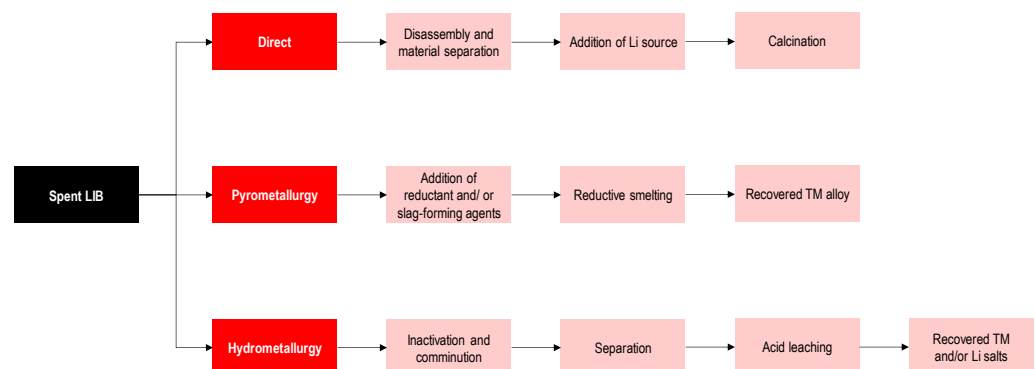 Direct
Disassembly and
material separation
Addition of Li source
Calcination
Spent LIB
Pyrometallurgy
Addition of
reductant and/ or
slag-forming agents
Reductive smelting
Recovered TM alloy
Hydrometallurgy
Inactivation and
comminution
Separation
Acid leaching
Recovered TM
and/or Li salts